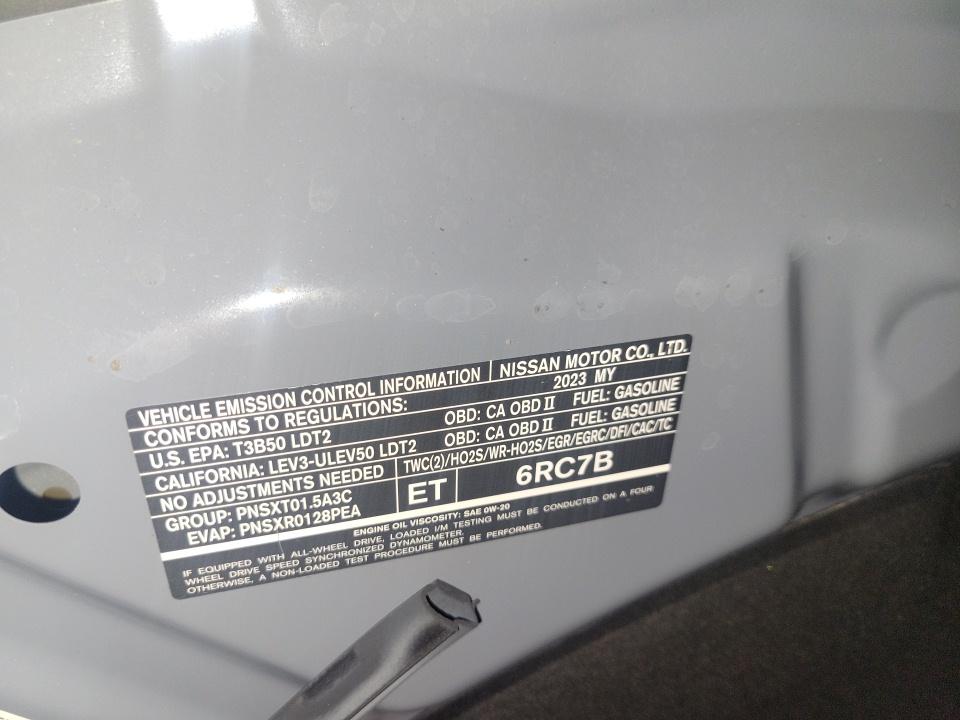 VEHICLE EMISSION CONTROL INFORMATION NISSAN MOTOR CO., LTD.
CONFORMS TO REGULATIONS: 2023 MY
U.S. EPA: T3B50 LDT2 OBD: CA OBD II FUEL: GASOLINE
CALIFORNIA: LEV3-ULEV50 LDT2 OBD: CA OBD II FUEL: GASOLINE
NO ADJUSTMENTS NEEDED TWC(2)/HO2S/WR-HO2S/EGR/EGRC/DFI/CAC/TC
GROUP: PNSXT01.5A3C ET 6RC7B
EVAP: PNSXR0128PEA
ENGINE OIL VISCOSITY: SAE 0W-20
IF EQUIPPED WITH ALL-WHEEL DRIVE, LOADED I/M TESTING MUST BE CONDUCTED ON A FOUR
WHEEL DRIVE SPEED SYNCHRONIZED DYNAMOMETER.
OTHERWISE, A NON-LOADED TEST PROCEDURE MUST BE PERFORMED.